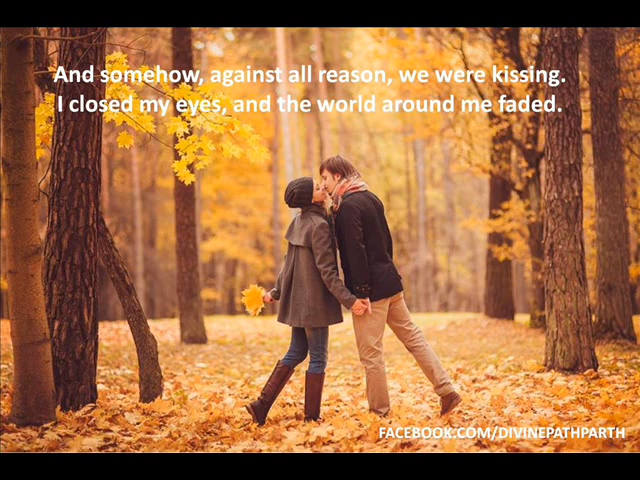 And somehow, against all reason, we were kissing.
I closed my eyes, and the world around me faded.
FACEBOOK.COM/DIVINEPATHPARTH